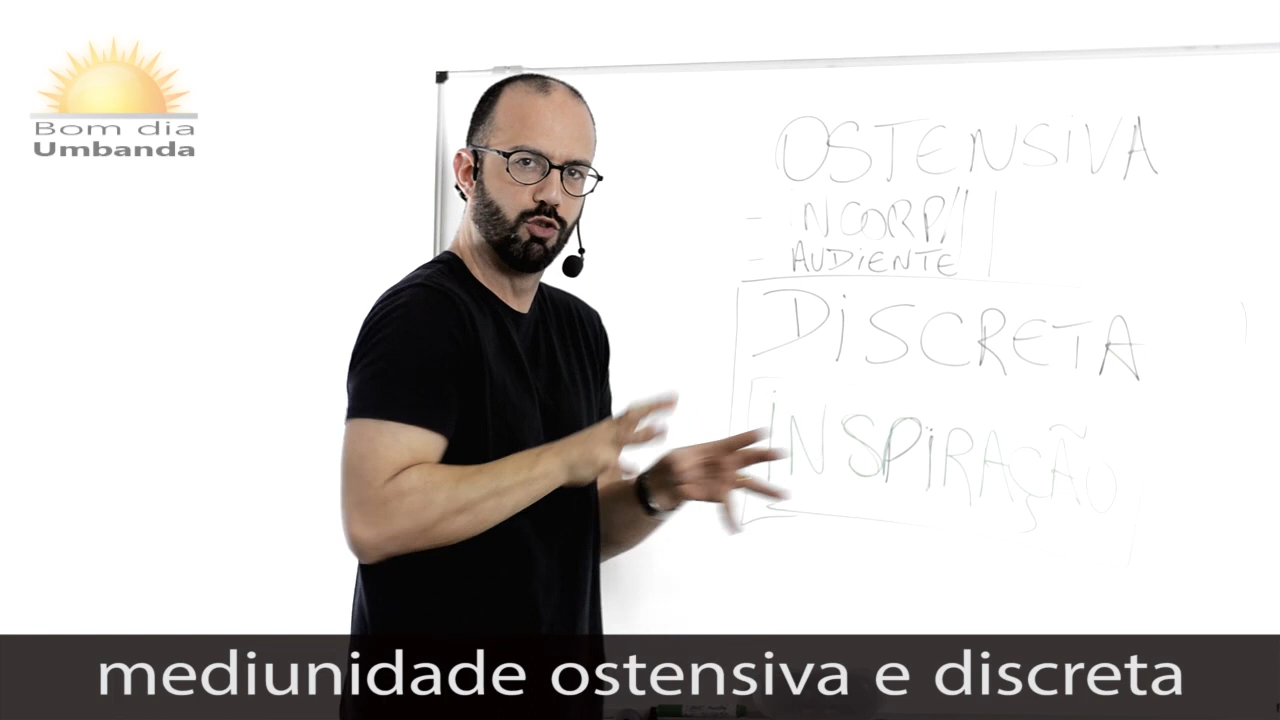 Bom dia
Umbanda
OSTENSIVA
- INCORP//
- AUDIENTE
DISCRETA
INSPIRAÇÃO
mediunidade ostensiva e discreta